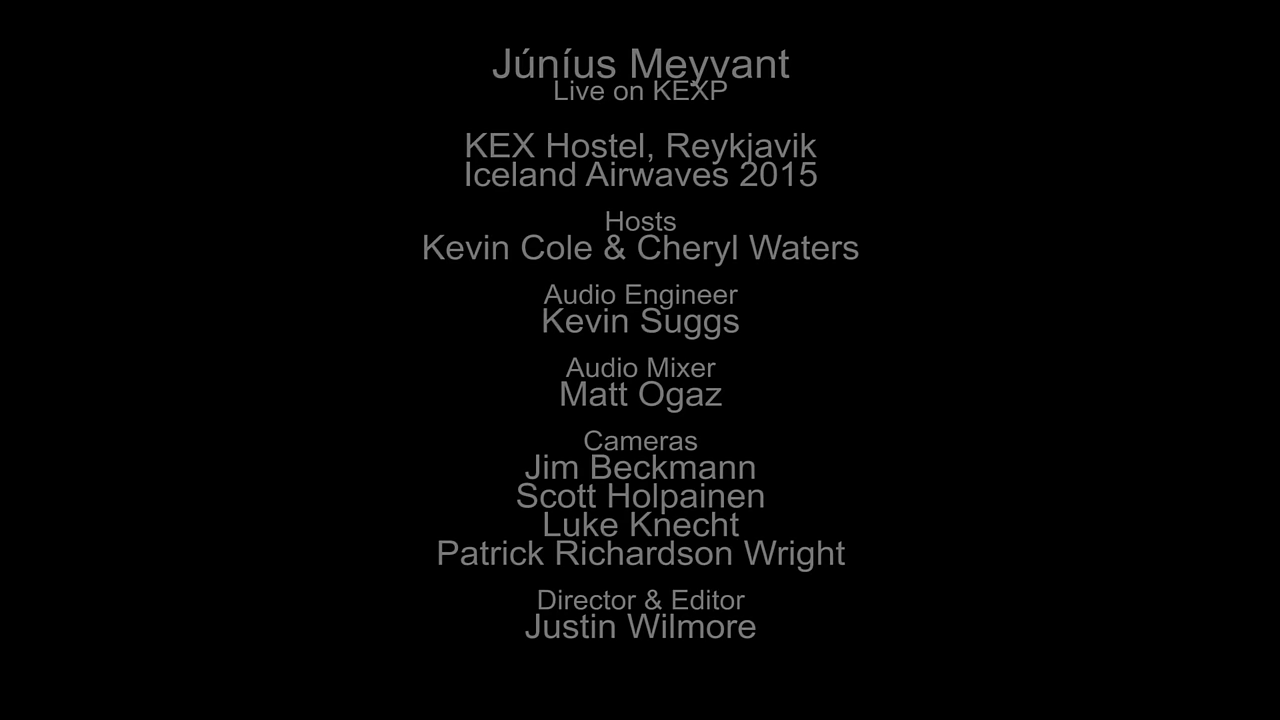 Júníus Meyvant
Live on KEXP
KEX Hostel, Reykjavik
Iceland Airwaves 2015
Hosts
Kevin Cole & Cheryl Waters
Audio Engineer
Kevin Suggs
Audio Mixer
Matt Ogaz
Cameras
Jim Beckmann
Scott Holpainen
Luke Knecht
Patrick Richardson Wright
Director & Editor
Justin Wilmore